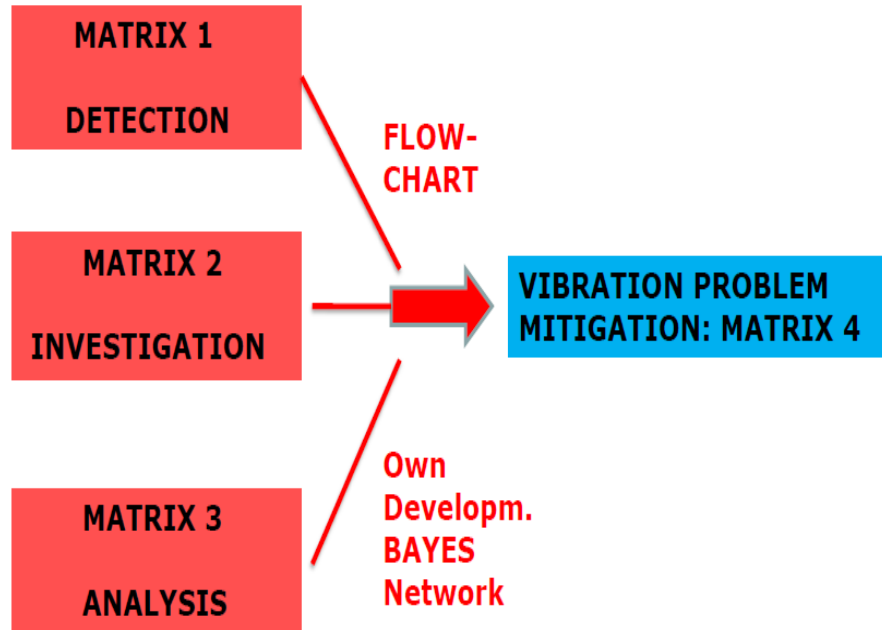 MATRIX 1
DETECTION
FLOW-
CHART
MATRIX 2
INVESTIGATION
VIBRATION PROBLEM
MITIGATION: MATRIX 4
Own
Developm.
BAYES
Network
MATRIX 3
ANALYSIS